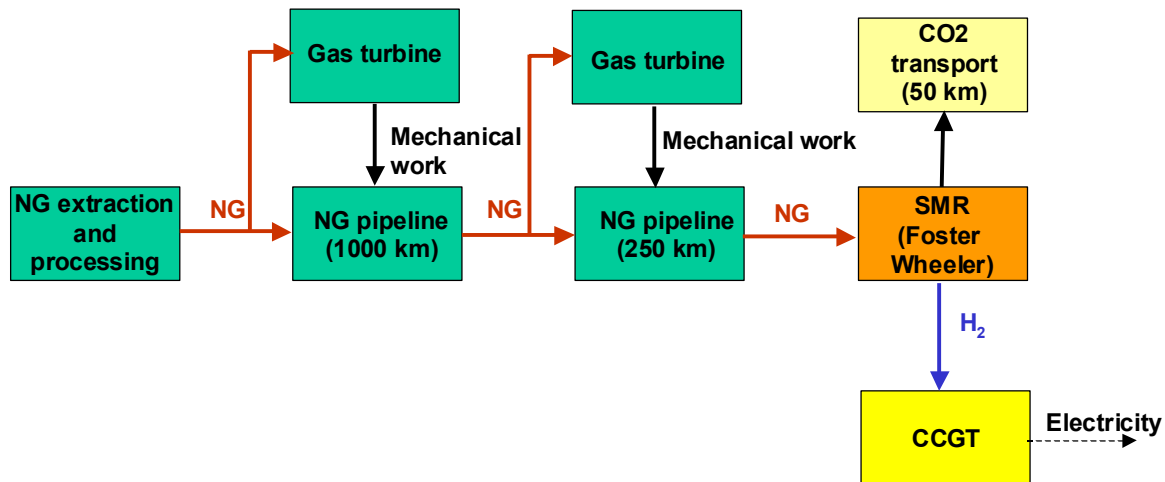 Gas turbine
Gas turbine
CO2
transport
(50 km)
Mechanical
work
Mechanical work
NG extraction
and
processing
NG
NG pipeline
(1000 km)
NG
NG pipeline
(250 km)
NG
SMR
(Foster
Wheeler)
H2
CCGT
Electricity